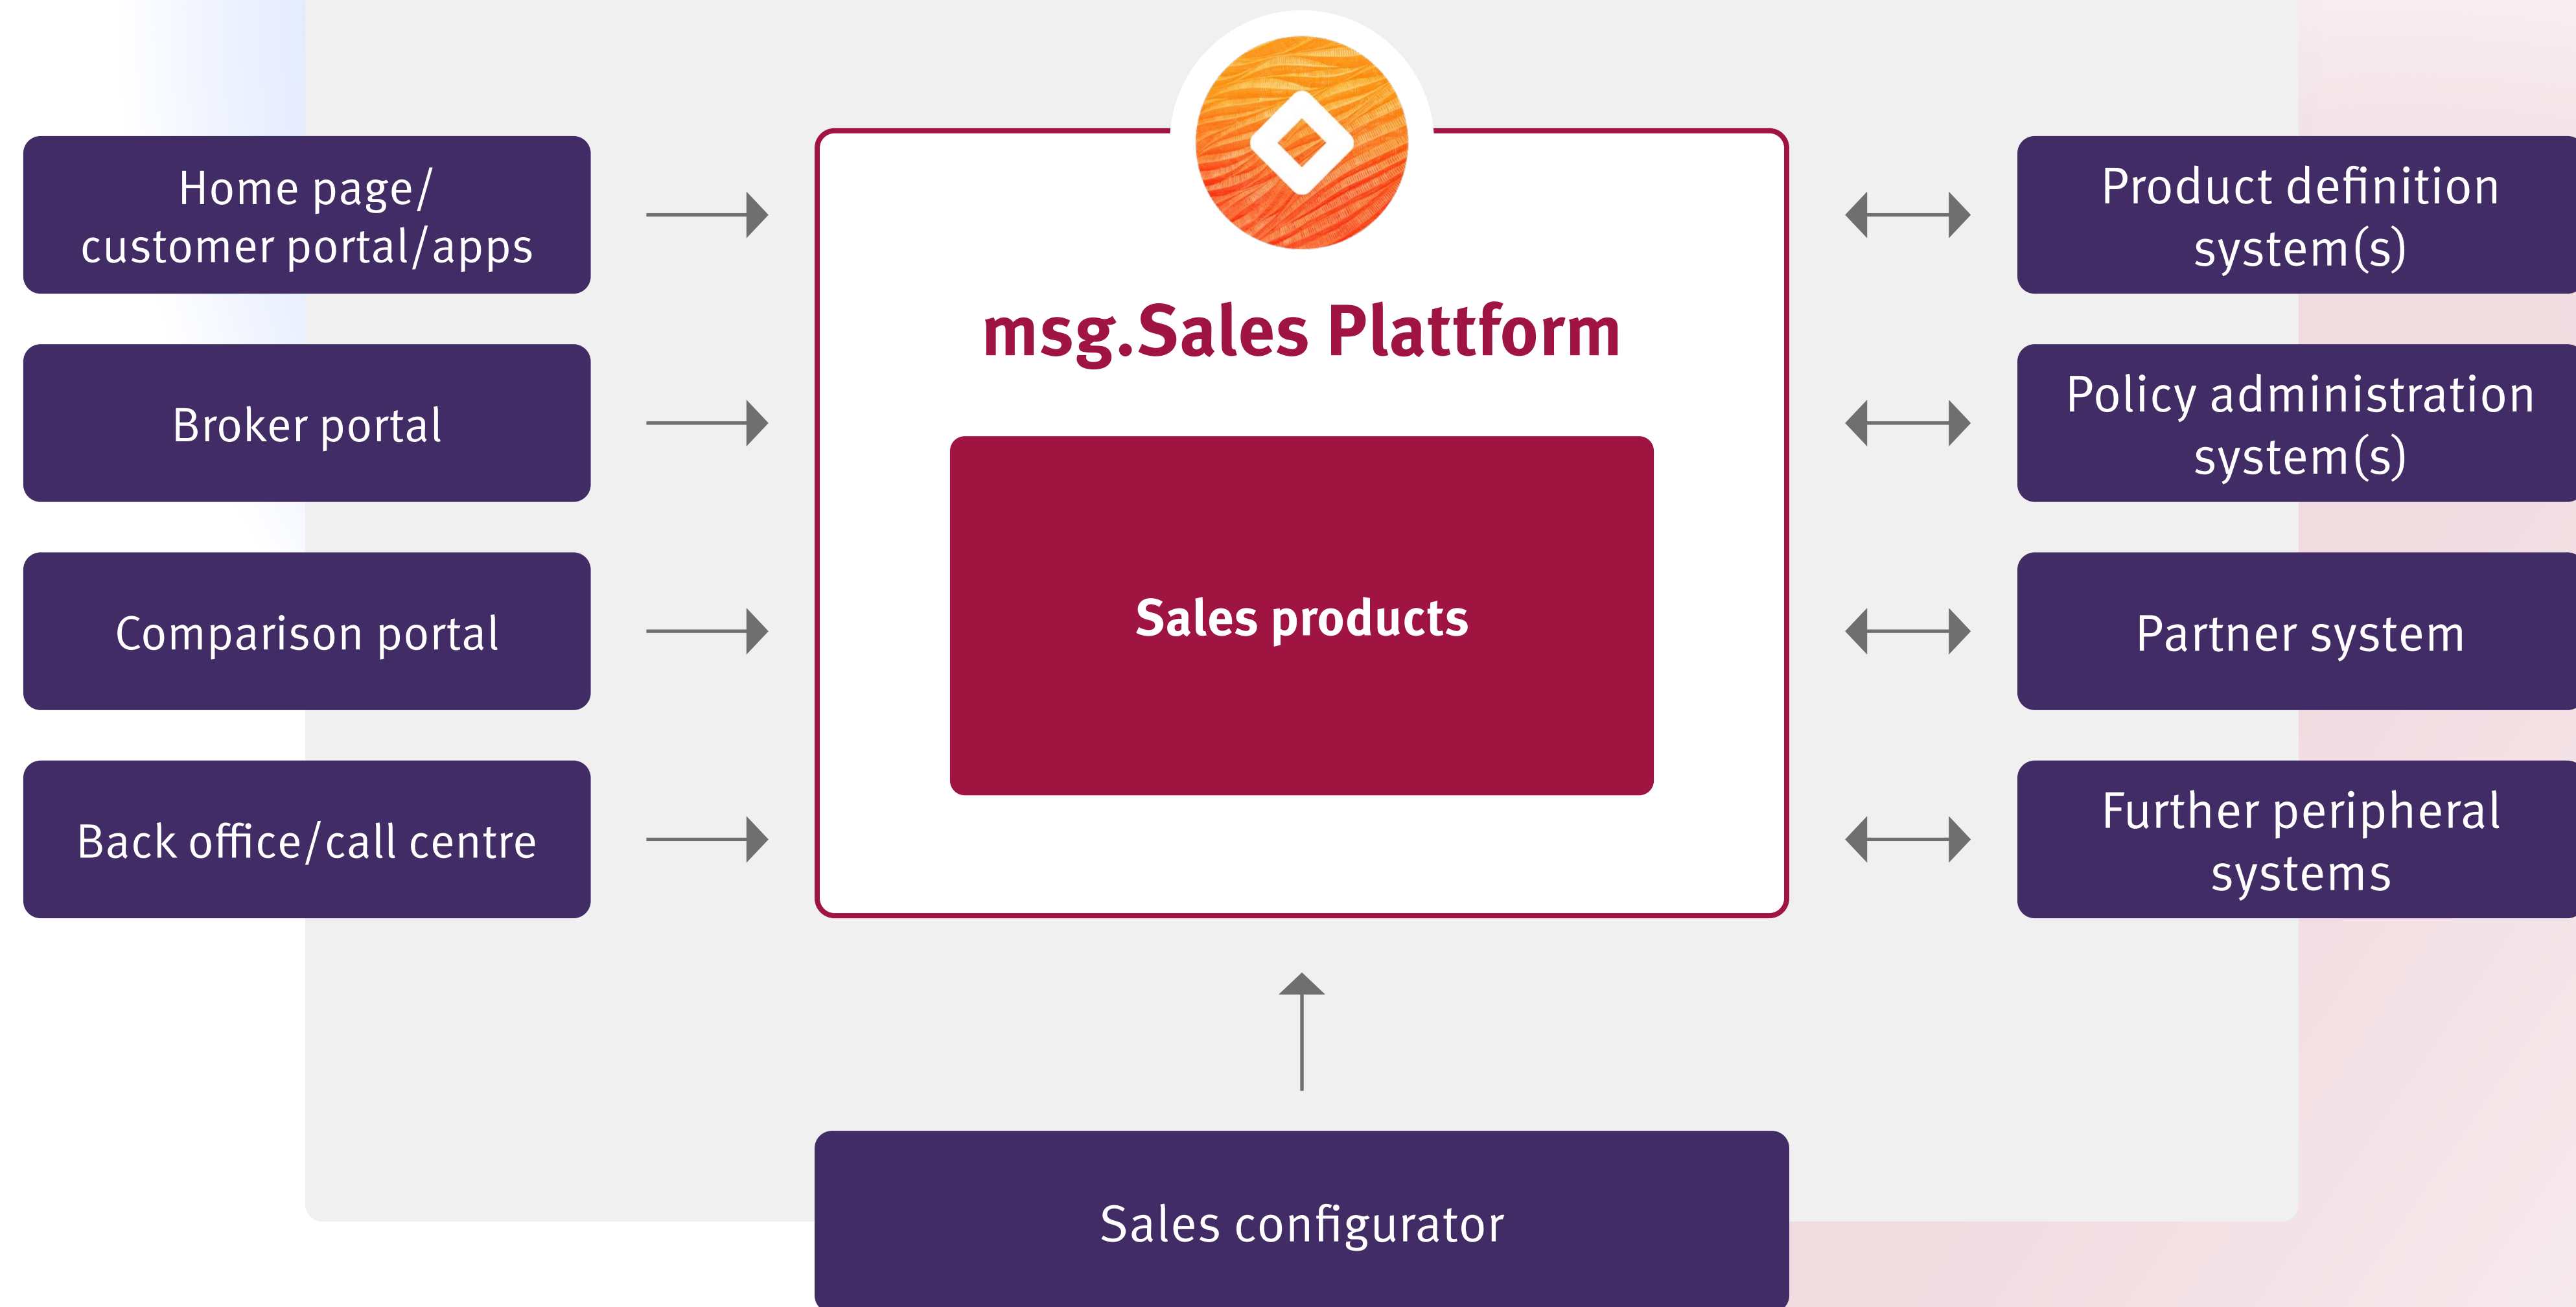 Home page/
customer portal/apps
Broker portal
Comparison portal
Back office/call centre
msg.Sales Plattform
Sales products
Product definition
system(s)
Policy administration
system(s)
Partner system
Further peripheral
systems
Sales configurator